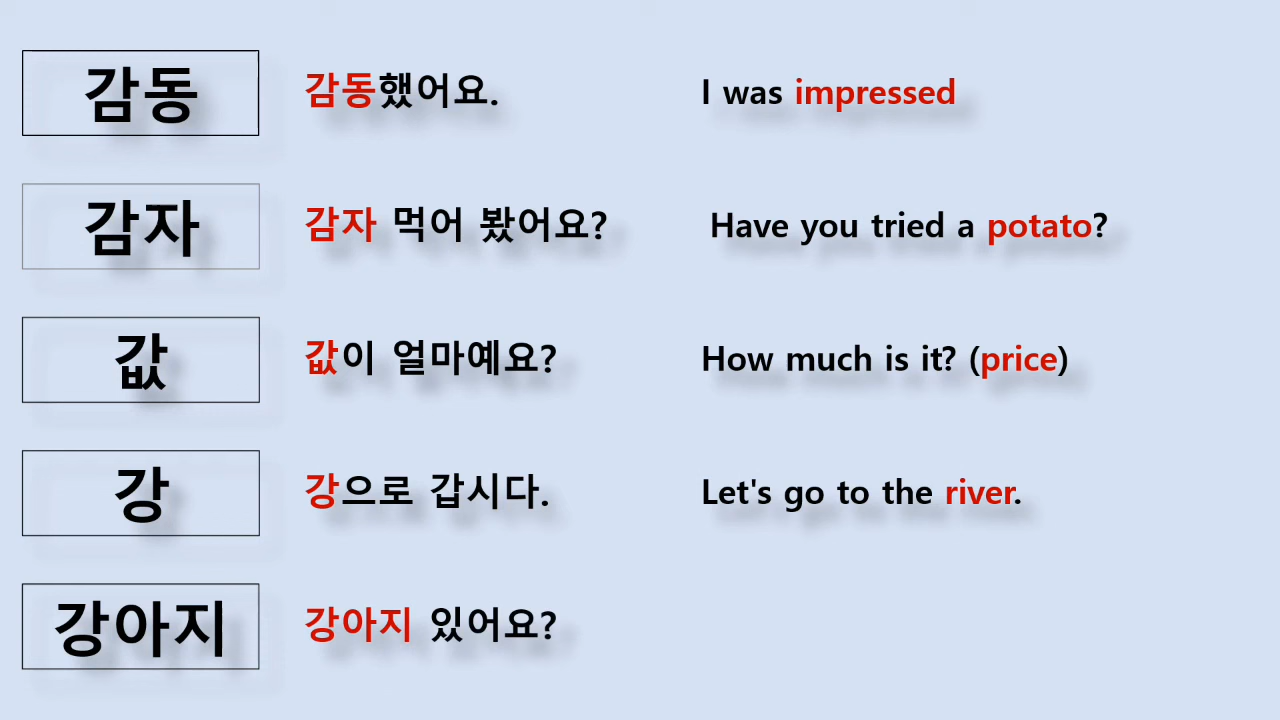 감동 감동했어요. I was impressed
감자 감자 먹어 봤어요? Have you tried a potato?
값 값이 얼마예요? How much is it? (price)
강 강으로 갑시다. Let's go to the river.
강아지 강아지 있어요?